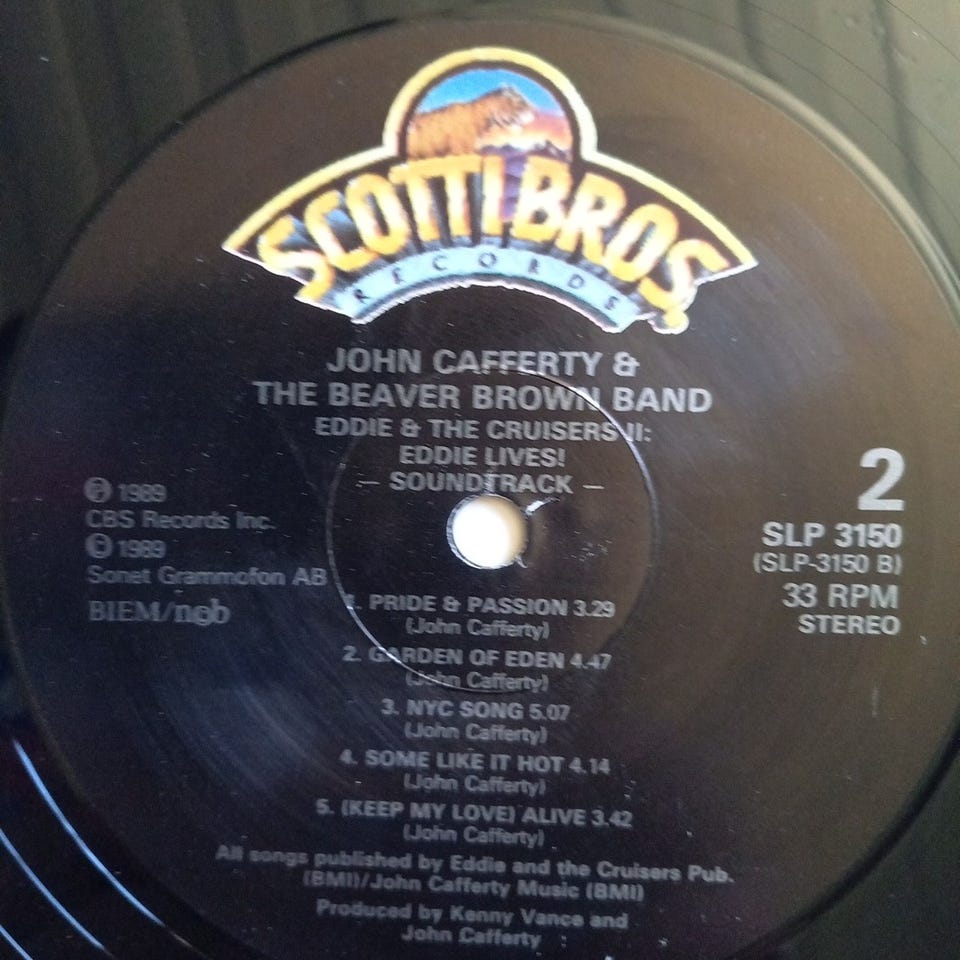 SCOTTI BROS
RECORDS
JOHN CAFFERTY &
THE BEAVER BROWN BAND
EDDIE & THE CRUISERS II:
EDDIE LIVES!
— SOUNDTRACK —
Ⓟ 1989
CBS Records Inc.
© 1989
Sonet Grammofon AB
BIEM/n©b
2
SLP 3150
(SLP-3150 B)
33 RPM
STEREO
1. PRIDE & PASSION 3.29
(John Cafferty)
2. GARDEN OF EDEN 4.47
(John Cafferty)
3. NYC SONG 5.07
(John Cafferty)
4. SOME LIKE IT HOT 4.14
(John Cafferty)
5. (KEEP MY LOVE) ALIVE 3.42
(John Cafferty)
All songs published by Eddie and the Cruisers Pub.
(BMI)/John Cafferty Music (BMI)
Produced by Kenny Vance and
John Cafferty